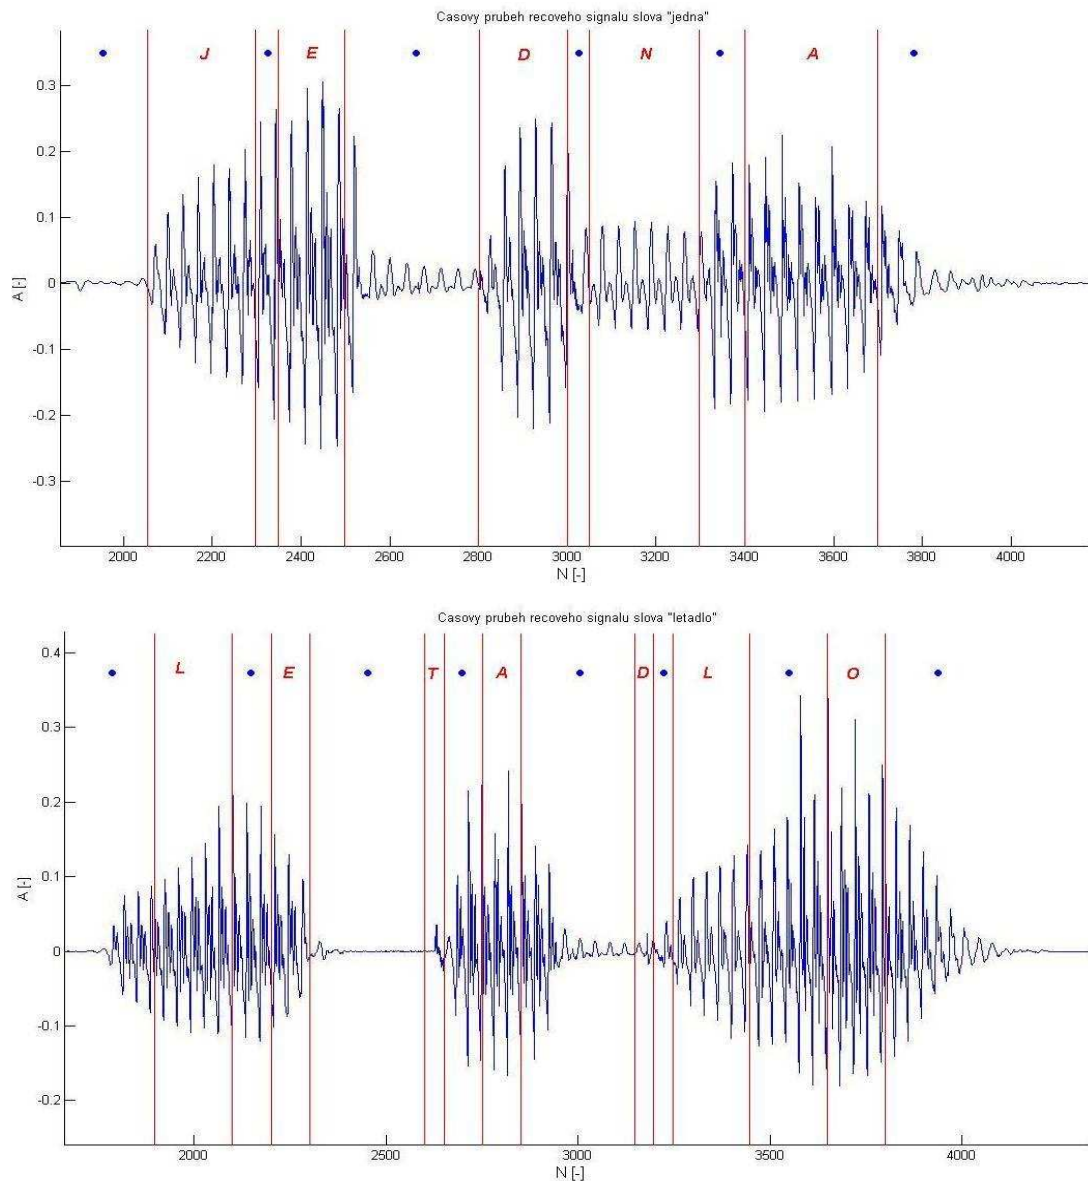 Casovy prubeh recoveho signalu slova "jedna"
J E D N A
0.3
0.2
0.1
0
-0.1
-0.2
-0.3
A [-]
2000 2200 2400 2600 2800 3000 3200 3400 3600 3800 4000
N [-]
Casovy prubeh recoveho signalu slova "letadlo"
L E T A D L O
0.4
0.3
0.2
0.1
0
-0.1
-0.2
A [-]
2000 2500 3000 3500 4000
N [-]